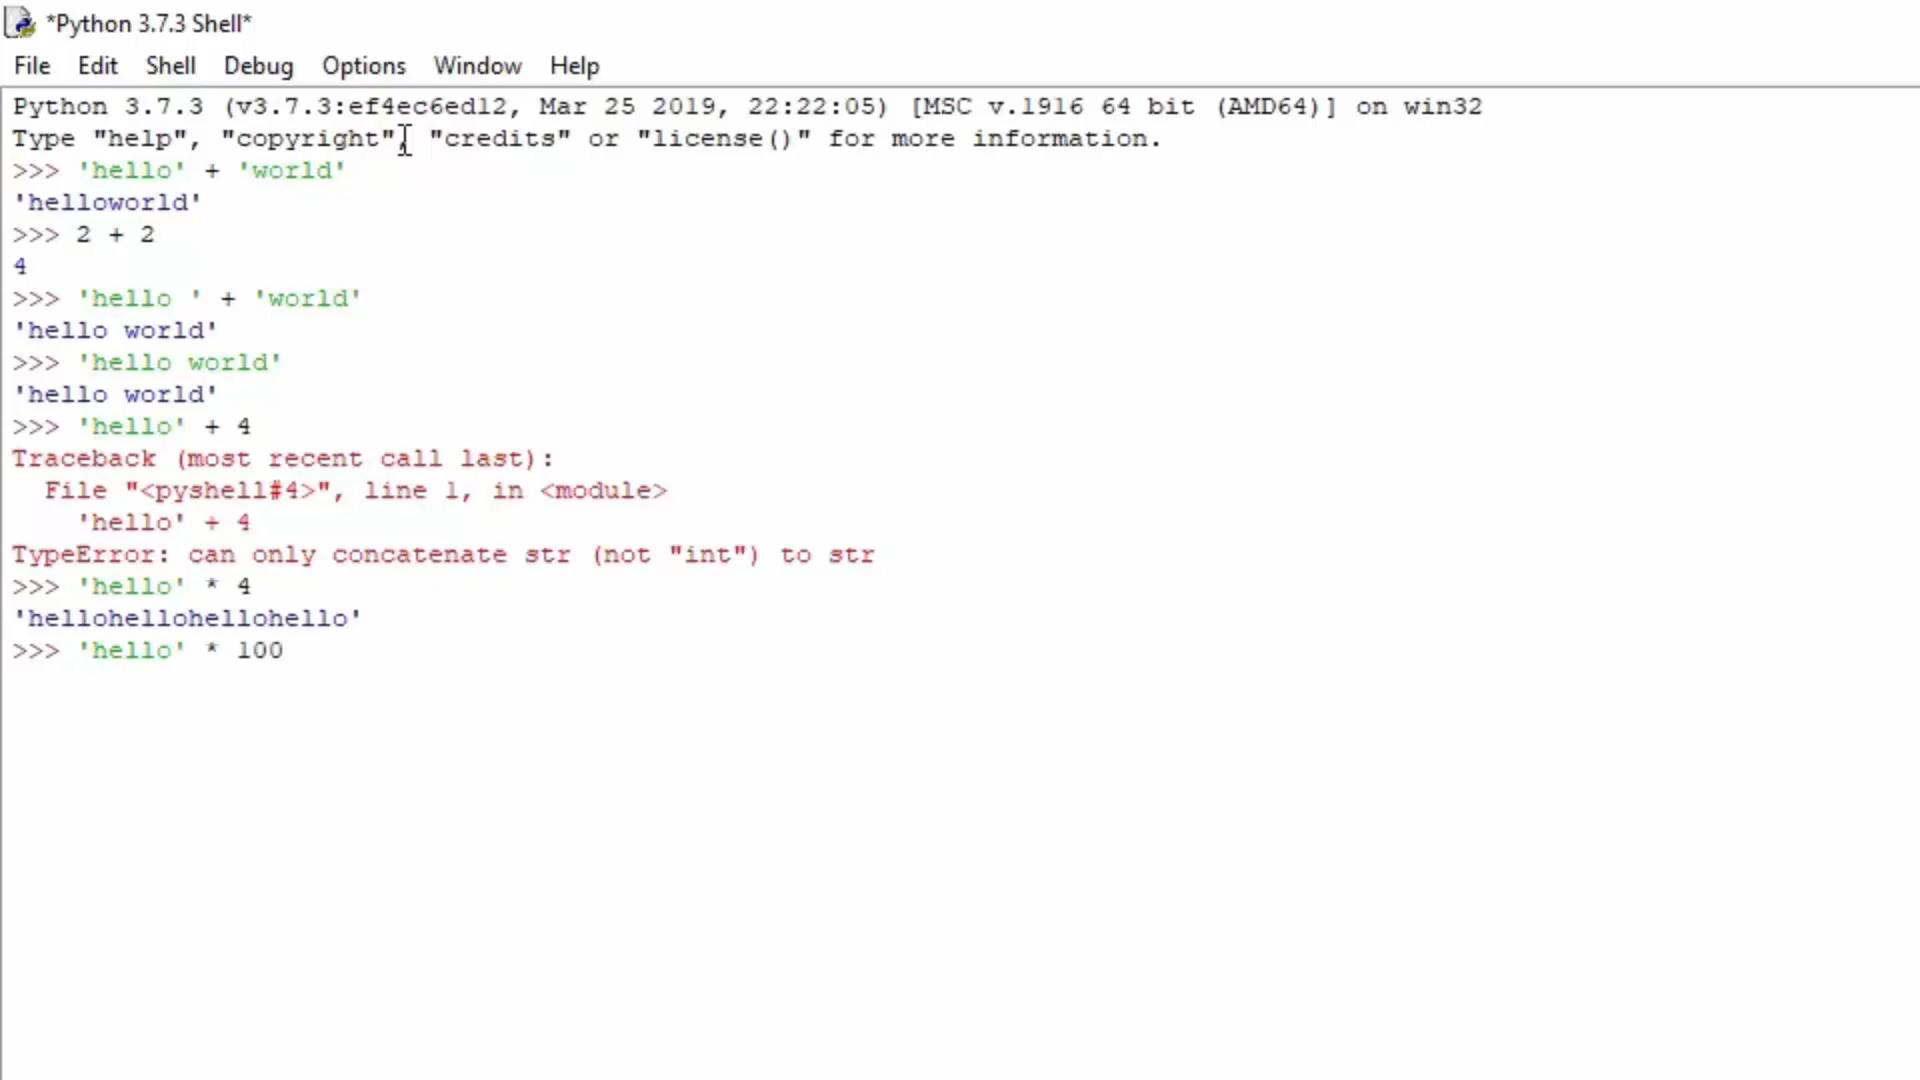 *Python 3.7.3 Shell*
File Edit Shell Debug Options Window Help
Python 3.7.3 (v3.7.3:ef4ec6ed12, Mar 25 2019, 22:22:05) [MSC v.1916 64 bit (AMD64)] on win32
Type "help", "copyright", "credits" or "license()" for more information.
>>> 'hello' + 'world'
'helloworld'
>>> 2 + 2
4
>>> 'hello ' + 'world'
'hello world'
>>> 'hello world'
'hello world'
>>> 'hello' + 4
Traceback (most recent call last):
  File "<pyshell#4>", line 1, in <module>
    'hello' + 4
TypeError: can only concatenate str (not "int") to str
>>> 'hello' * 4
'hellohellohellohello'
>>> 'hello' * 100